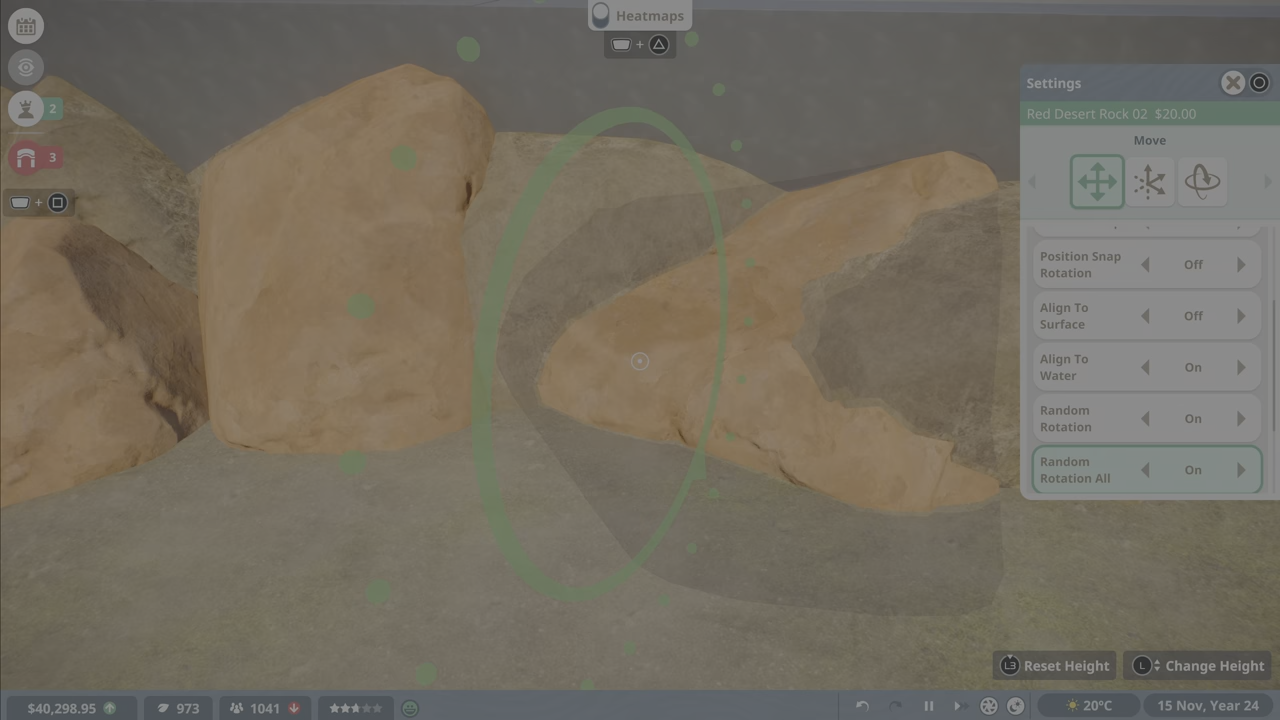 Heatmaps
+
2
3
+
Settings
Red Desert Rock 02 $20.00
Move
Position Snap Rotation Off
Align To Surface Off
Align To Water On
Random Rotation On
Random Rotation All On
L3 Reset Height
L Change Height
$40,298.95
973
1041
20°C
15 Nov, Year 24